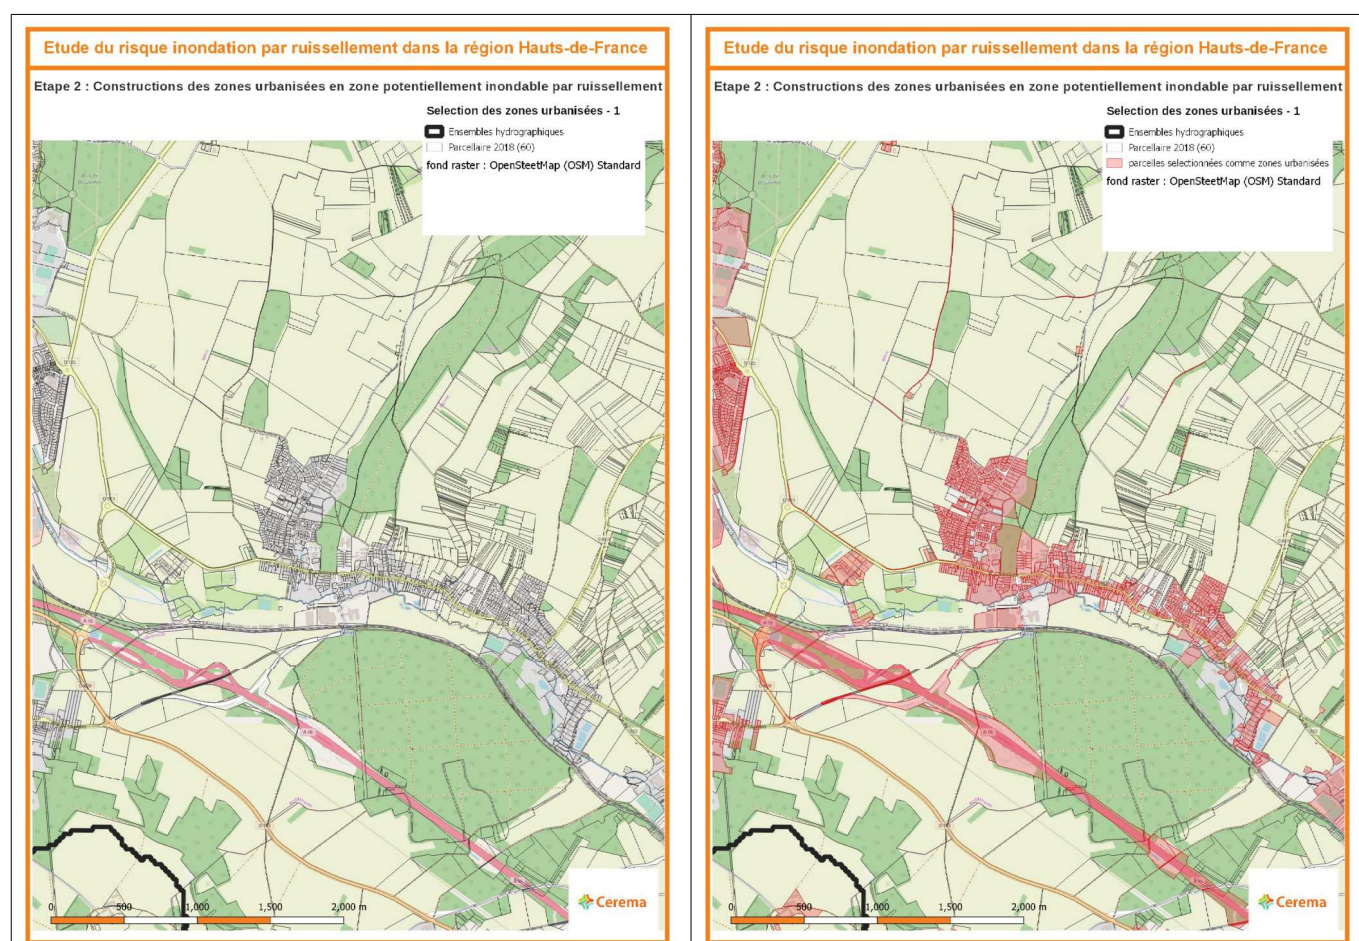 Etude du risque inondation par ruissellement dans la région Hauts-de-France
Etape 2 : Constructions des zones urbanisées en zone potentiellement inondable par ruissellement
Selection des zones urbanisées - 1
Ensembles hydrographiques
Parcellaire 2018 (60)
fond raster : OpenSteetMap (OSM) Standard
A 16
A 16
0 500 1,000 1,500 2,000 m
Cerema
Etude du risque inondation par ruissellement dans la région Hauts-de-France
Etape 2 : Constructions des zones urbanisées en zone potentiellement inondable par ruissellement
Selection des zones urbanisées - 1
Ensembles hydrographiques
Parcellaire 2018 (60)
parcelles selectionnées comme zones urbanisées
fond raster : OpenSteetMap (OSM) Standard
A 16
A 16
0 500 1,000 1,500 2,000 m
Cerema